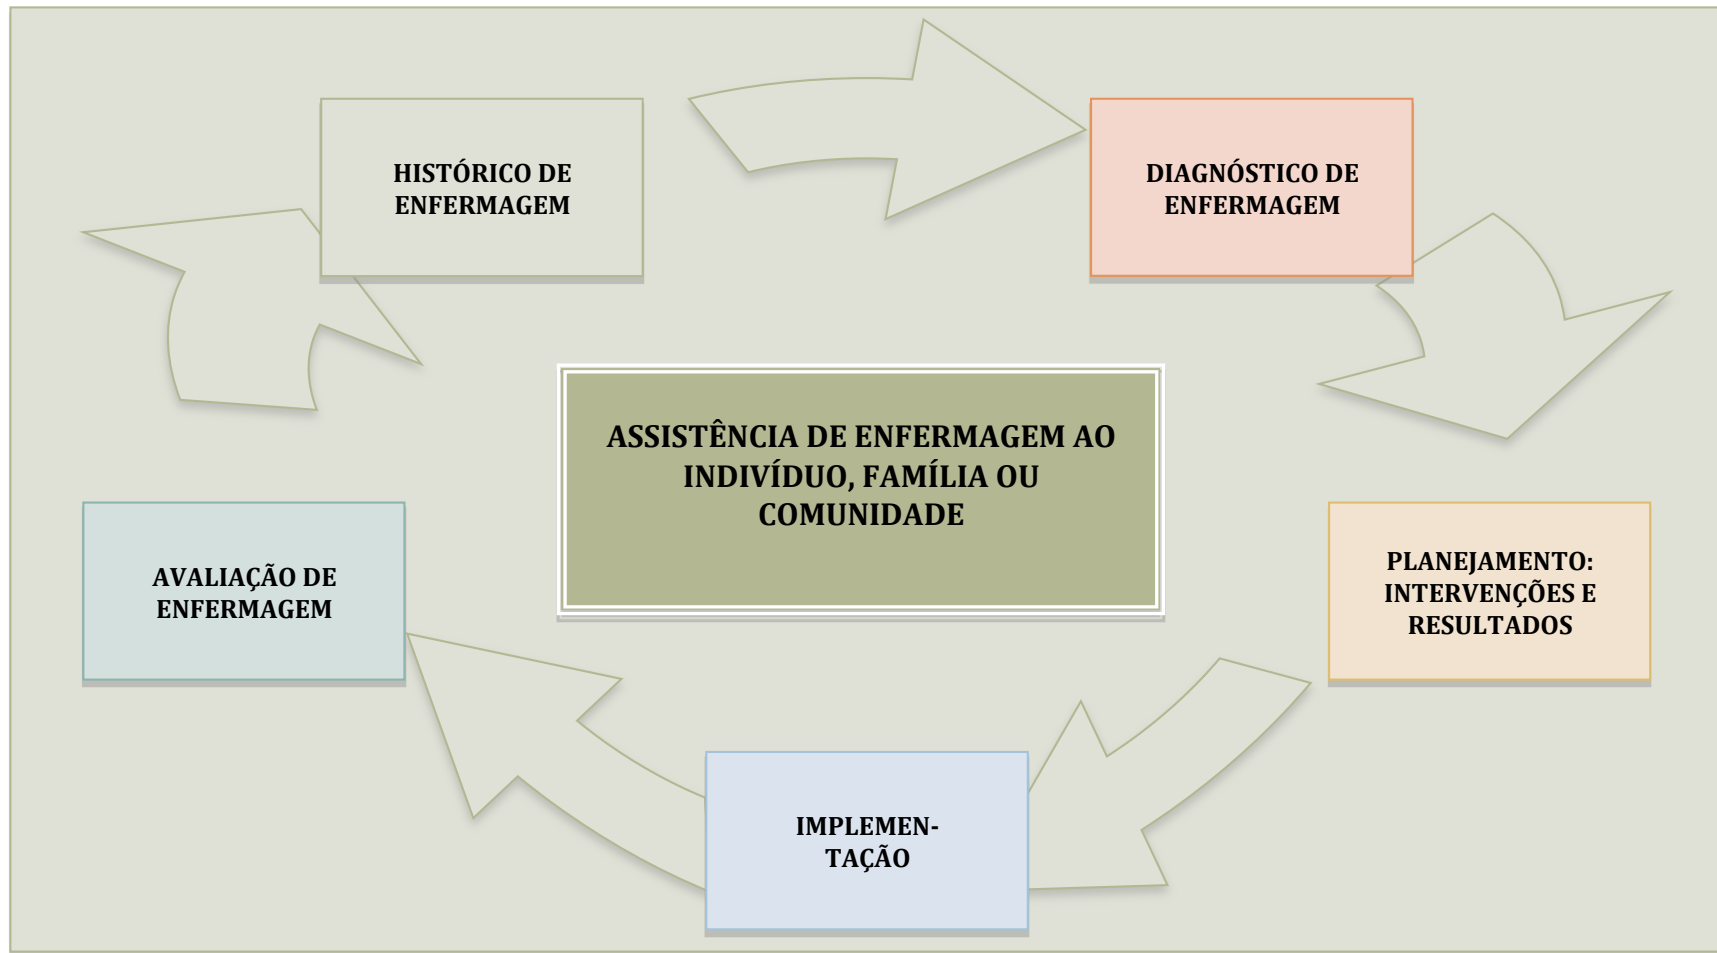 HISTÓRICO DE
ENFERMAGEM
DIAGNÓSTICO DE
ENFERMAGEM
ASSISTÊNCIA DE ENFERMAGEM AO
INDIVÍDUO, FAMÍLIA OU
COMUNIDADE
PLANEJAMENTO:
INTERVENÇÕES E
RESULTADOS
AVALIAÇÃO DE
ENFERMAGEM
IMPLEMEN-
TAÇÃO